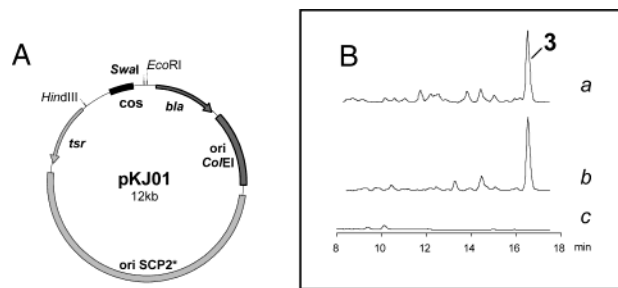 A
SwaI
EcoRI
HindIII
cos
bla
tsr
ori
ColEI
pKJ01
12kb
ori SCP2*
B
3
a
b
c
8 10 12 14 16 18 min